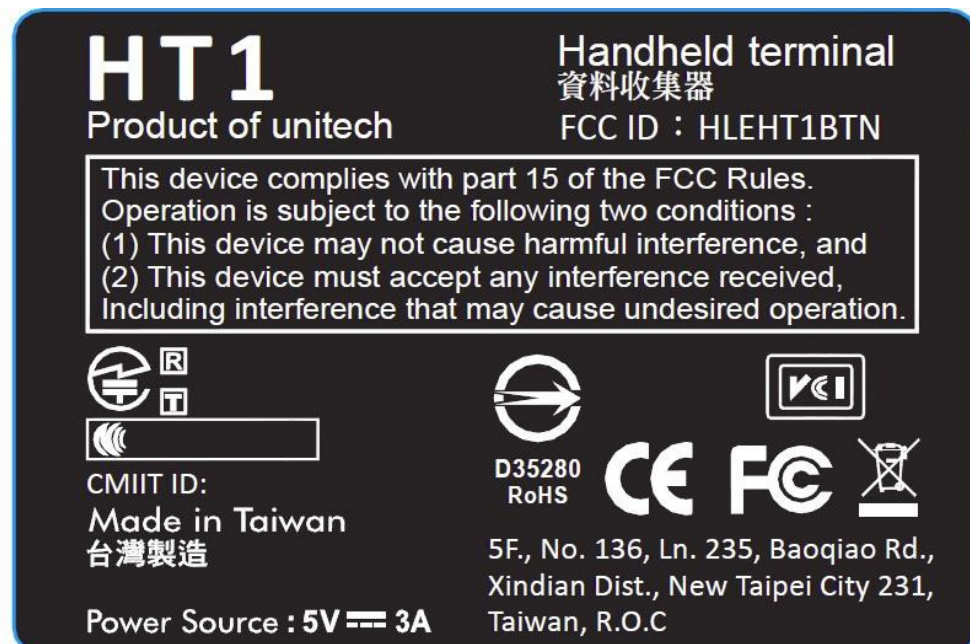 HT1
Product of unitech
Handheld terminal
資料收集器
FCC ID：HLEHT1BTN
This device complies with part 15 of the FCC Rules.
Operation is subject to the following two conditions :
(1) This device may not cause harmful interference, and
(2) This device must accept any interference received,
Including interference that may cause undesired operation.
R
T
CMIIT ID:
Made in Taiwan
台灣製造
Power Source : 5V ⎓ 3A
D35280
RoHS
VCI
CE
FC
5F., No. 136, Ln. 235, Baoqiao Rd.,
Xindian Dist., New Taipei City 231,
Taiwan, R.O.C